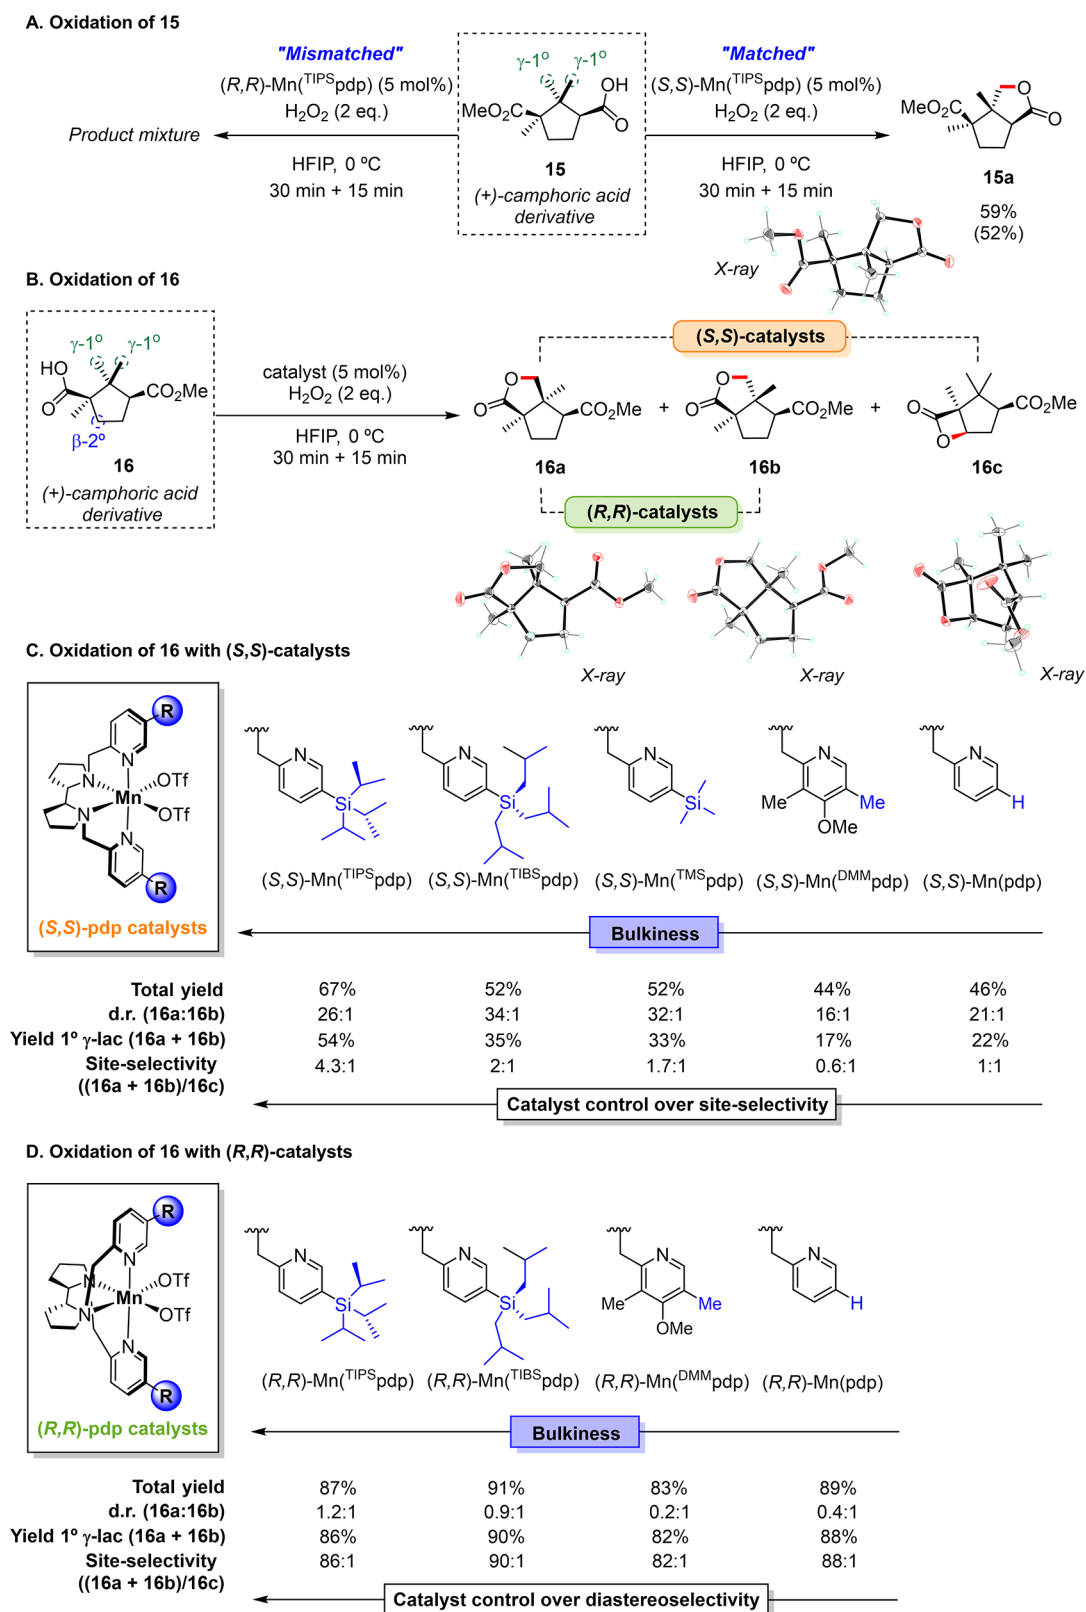 A. Oxidation of 15
"Mismatched"
(R,R)-Mn(TIPSpdp) (5 mol%)
H2O2 (2 eq.)
Product mixture
HFIP, 0 ºC
30 min + 15 min
γ-1º γ-1º
OH
MeO2C
O
15
(+)-camphoric acid
derivative
"Matched"
(S,S)-Mn(TIPSpdp) (5 mol%)
H2O2 (2 eq.)
HFIP, 0 ºC
30 min + 15 min
O
MeO2C
O
15a
59%
(52%)
X-ray
B. Oxidation of 16
γ-1º γ-1º
HO
O
CO2Me
β-2º
16
(+)-camphoric acid
derivative
catalyst (5 mol%)
H2O2 (2 eq.)
HFIP, 0 ºC
30 min + 15 min
(S,S)-catalysts
O
O
CO2Me
+
O
O
CO2Me
+
O
O
CO2Me
16a 16b 16c
(R,R)-catalysts
X-ray X-ray X-ray
C. Oxidation of 16 with (S,S)-catalysts
R
N
N
OTf
Mn
OTf
N
N
R
(S,S)-pdp catalysts
N N N N N
Si Si Si Me Me H
OMe
(S,S)-Mn(TIPSpdp) (S,S)-Mn(TIBSpdp) (S,S)-Mn(TMSpdp) (S,S)-Mn(DMMpdp) (S,S)-Mn(pdp)
Bulkiness
Total yield 67% 52% 52% 44% 46%
d.r. (16a:16b) 26:1 34:1 32:1 16:1 21:1
Yield 1º γ-lac (16a + 16b) 54% 35% 33% 17% 22%
Site-selectivity 4.3:1 2:1 1.7:1 0.6:1 1:1
((16a + 16b)/16c)
Catalyst control over site-selectivity
D. Oxidation of 16 with (R,R)-catalysts
R
N
N
OTf
Mn
OTf
N
N
R
(R,R)-pdp catalysts
N N N N
Si Si Me Me H
OMe
(R,R)-Mn(TIPSpdp) (R,R)-Mn(TIBSpdp) (R,R)-Mn(DMMpdp) (R,R)-Mn(pdp)
Bulkiness
Total yield 87% 91% 83% 89%
d.r. (16a:16b) 1.2:1 0.9:1 0.2:1 0.4:1
Yield 1º γ-lac (16a + 16b) 86% 90% 82% 88%
Site-selectivity 86:1 90:1 82:1 88:1
((16a + 16b)/16c)
Catalyst control over diastereoselectivity